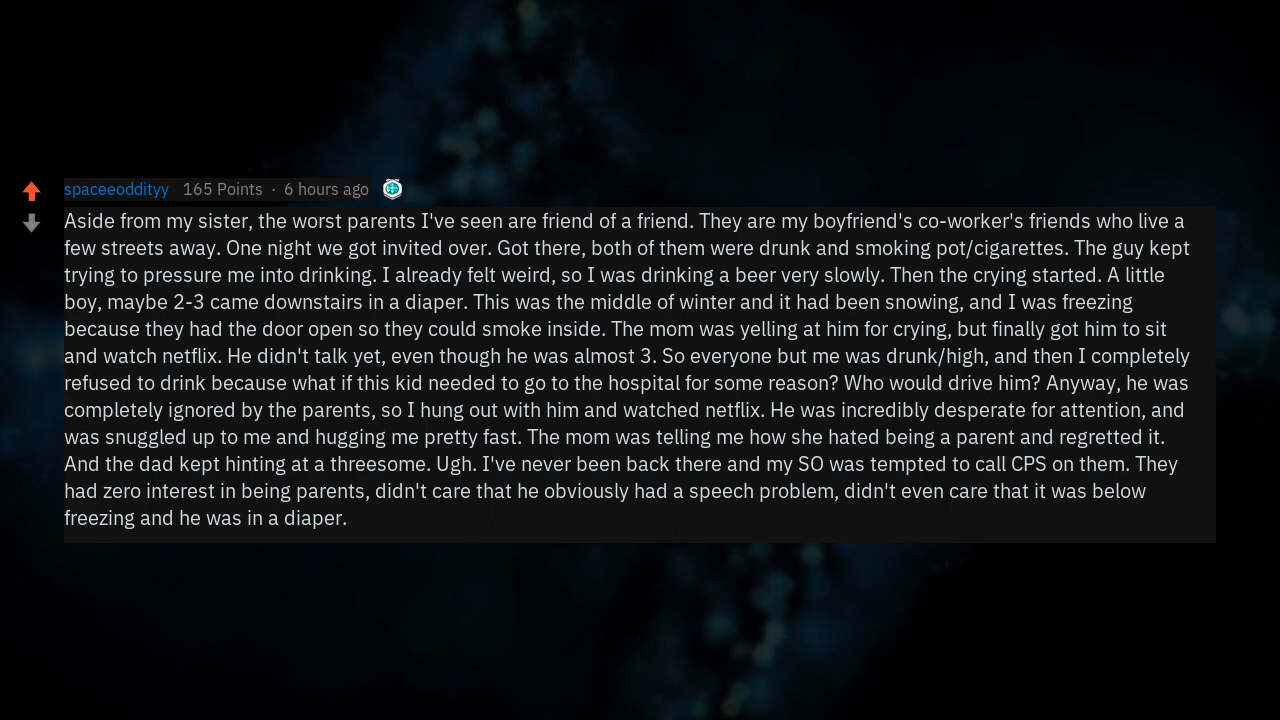 spaceeoddityy 165 Points · 6 hours ago
Aside from my sister, the worst parents I've seen are friend of a friend. They are my boyfriend's co-worker's friends who live a
few streets away. One night we got invited over. Got there, both of them were drunk and smoking pot/cigarettes. The guy kept
trying to pressure me into drinking. I already felt weird, so I was drinking a beer very slowly. Then the crying started. A little
boy, maybe 2-3 came downstairs in a diaper. This was the middle of winter and it had been snowing, and I was freezing
because they had the door open so they could smoke inside. The mom was yelling at him for crying, but finally got him to sit
and watch netflix. He didn't talk yet, even though he was almost 3. So everyone but me was drunk/high, and then I completely
refused to drink because what if this kid needed to go to the hospital for some reason? Who would drive him? Anyway, he was
completely ignored by the parents, so I hung out with him and watched netflix. He was incredibly desperate for attention, and
was snuggled up to me and hugging me pretty fast. The mom was telling me how she hated being a parent and regretted it.
And the dad kept hinting at a threesome. Ugh. I've never been back there and my SO was tempted to call CPS on them. They
had zero interest in being parents, didn't care that he obviously had a speech problem, didn't even care that it was below
freezing and he was in a diaper.